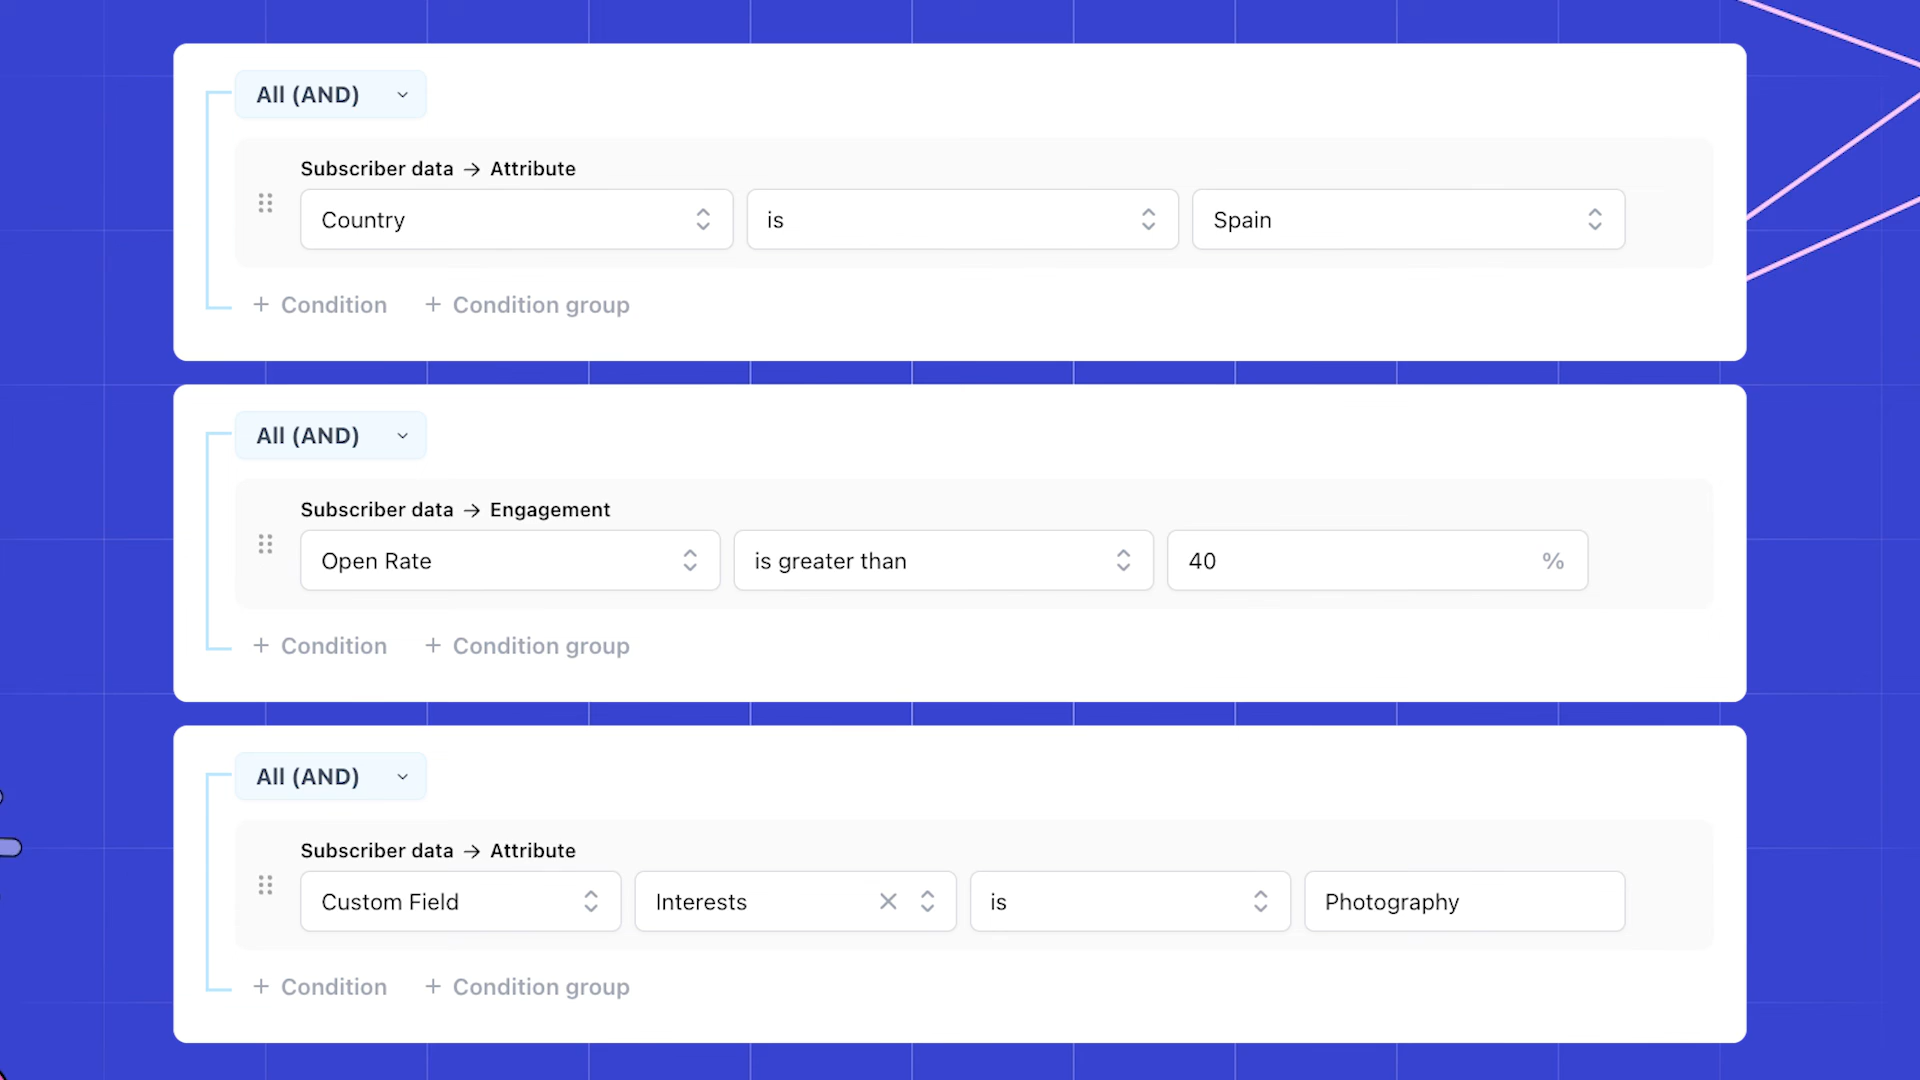 All (AND)
Subscriber data → Attribute
Country is Spain
+ Condition + Condition group
All (AND)
Subscriber data → Engagement
Open Rate is greater than 40 %
+ Condition + Condition group
All (AND)
Subscriber data → Attribute
Custom Field Interests is Photography
+ Condition + Condition group